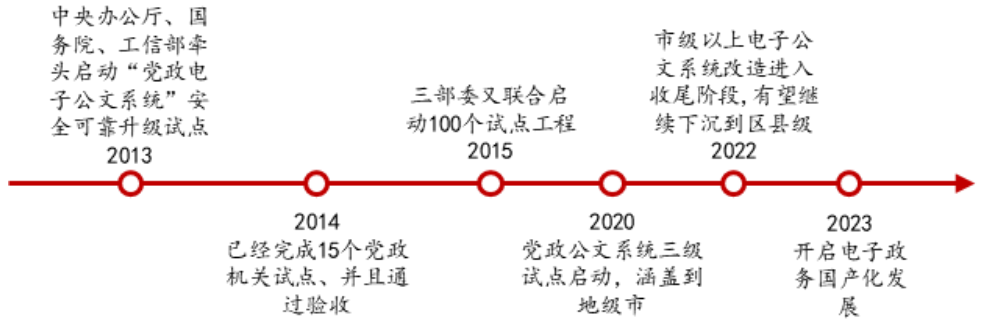 中央办公厅、国
务院、工信部牵
头启动“党政电
子公文系统”安
全可靠升级试点
2013
2014
已经完成15个党政
机关试点、并且通
过验收
三部委又联合启
动100个试点工程
2015
2020
党政公文系统三级
试点启动，涵盖到
地级市
市级以上电子公
文系统改造进入
收尾阶段,有望继
续下沉到区县级
2022
2023
开启电子政
务国产化发
展